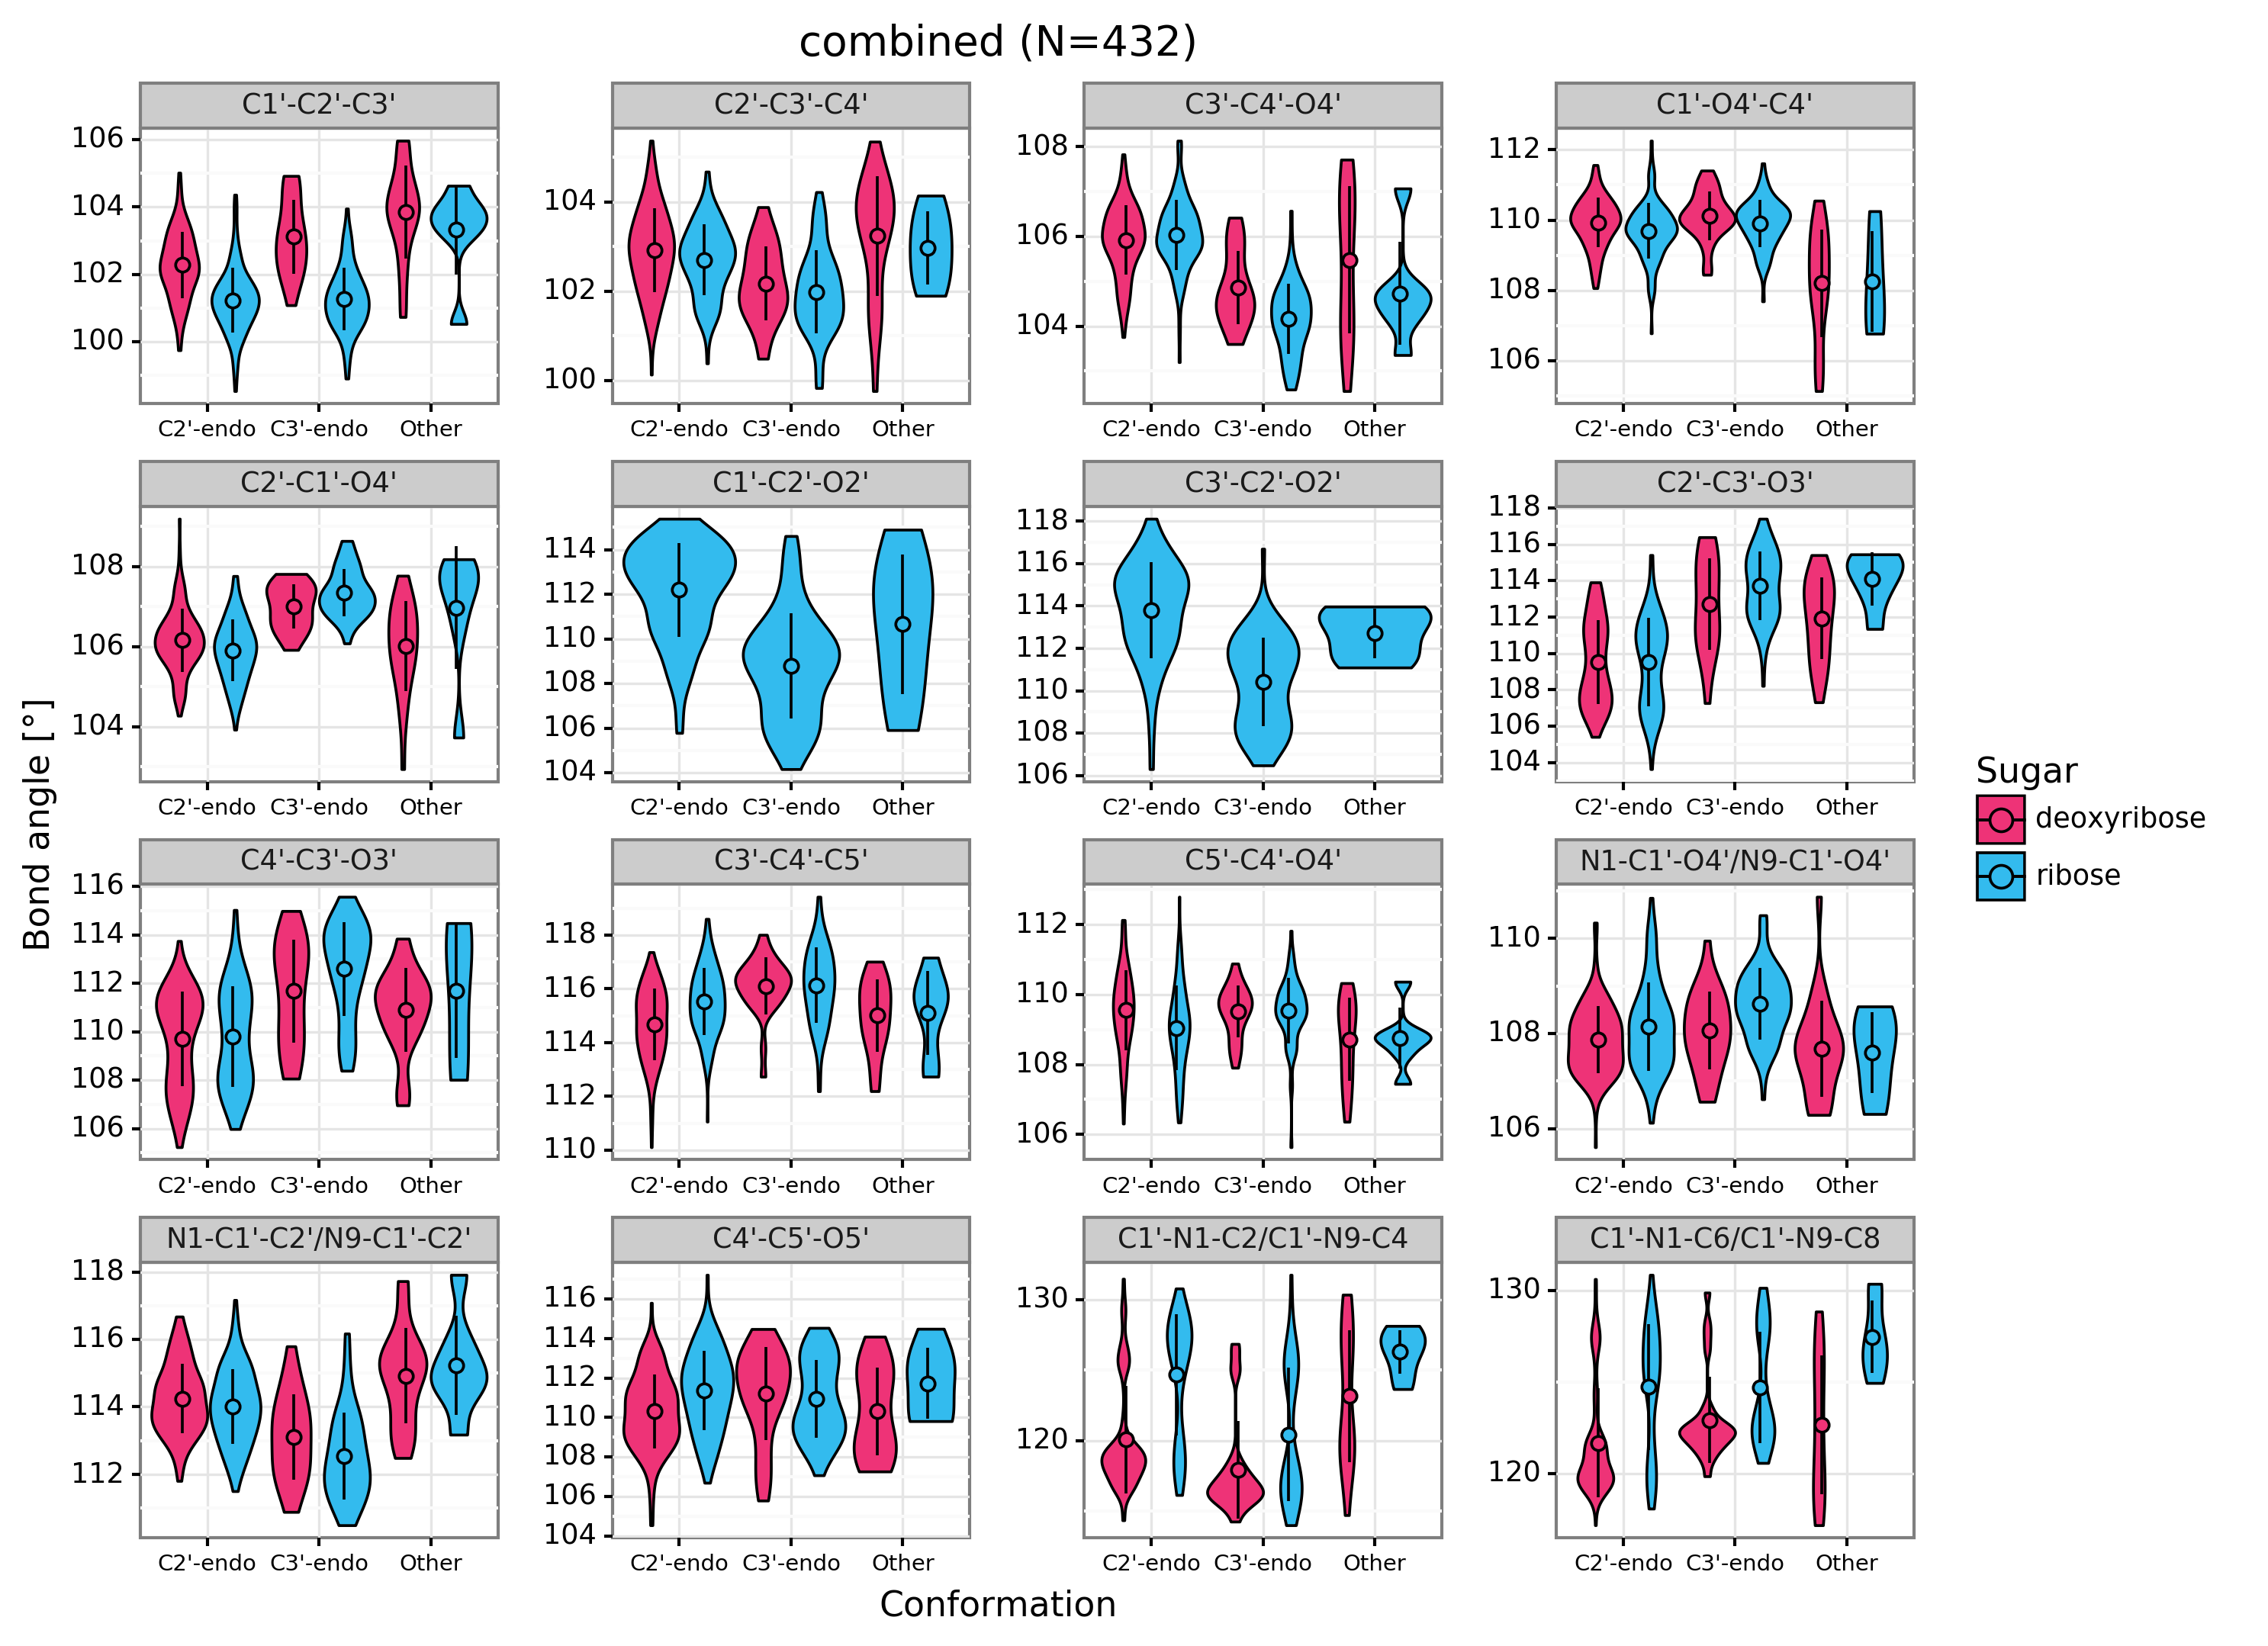 combined (N=432)
C1'-C2'-C3'
C2'-C3'-C4'
C3'-C4'-O4'
C1'-O4'-C4'
106
104
102
100
104
102
100
108
106
104
112
110
108
106
C2'-endo C3'-endo Other
C2'-endo C3'-endo Other
C2'-endo C3'-endo Other
C2'-endo C3'-endo Other
C2'-C1'-O4'
C1'-C2'-O2'
C3'-C2'-O2'
C2'-C3'-O3'
108
106
104
114
112
110
108
106
104
118
116
114
112
110
108
106
118
116
114
112
110
108
106
104
C2'-endo C3'-endo Other
C2'-endo C3'-endo Other
C2'-endo C3'-endo Other
C2'-endo C3'-endo Other
C4'-C3'-O3'
C3'-C4'-C5'
C5'-C4'-O4'
N1-C1'-O4'/N9-C1'-O4'
116
114
112
110
108
106
118
116
114
112
110
112
110
108
106
110
108
106
C2'-endo C3'-endo Other
C2'-endo C3'-endo Other
C2'-endo C3'-endo Other
C2'-endo C3'-endo Other
N1-C1'-C2'/N9-C1'-C2'
C4'-C5'-O5'
C1'-N1-C2/C1'-N9-C4
C1'-N1-C6/C1'-N9-C8
118
116
114
112
116
114
112
110
108
106
104
130
120
130
120
C2'-endo C3'-endo Other
C2'-endo C3'-endo Other
C2'-endo C3'-endo Other
C2'-endo C3'-endo Other
Bond angle [°]
Conformation
Sugar
deoxyribose
ribose